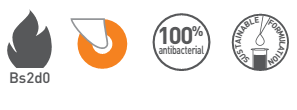 Bs2d0
100%
antibacterial
SUSTAINABLE
FORMULATION